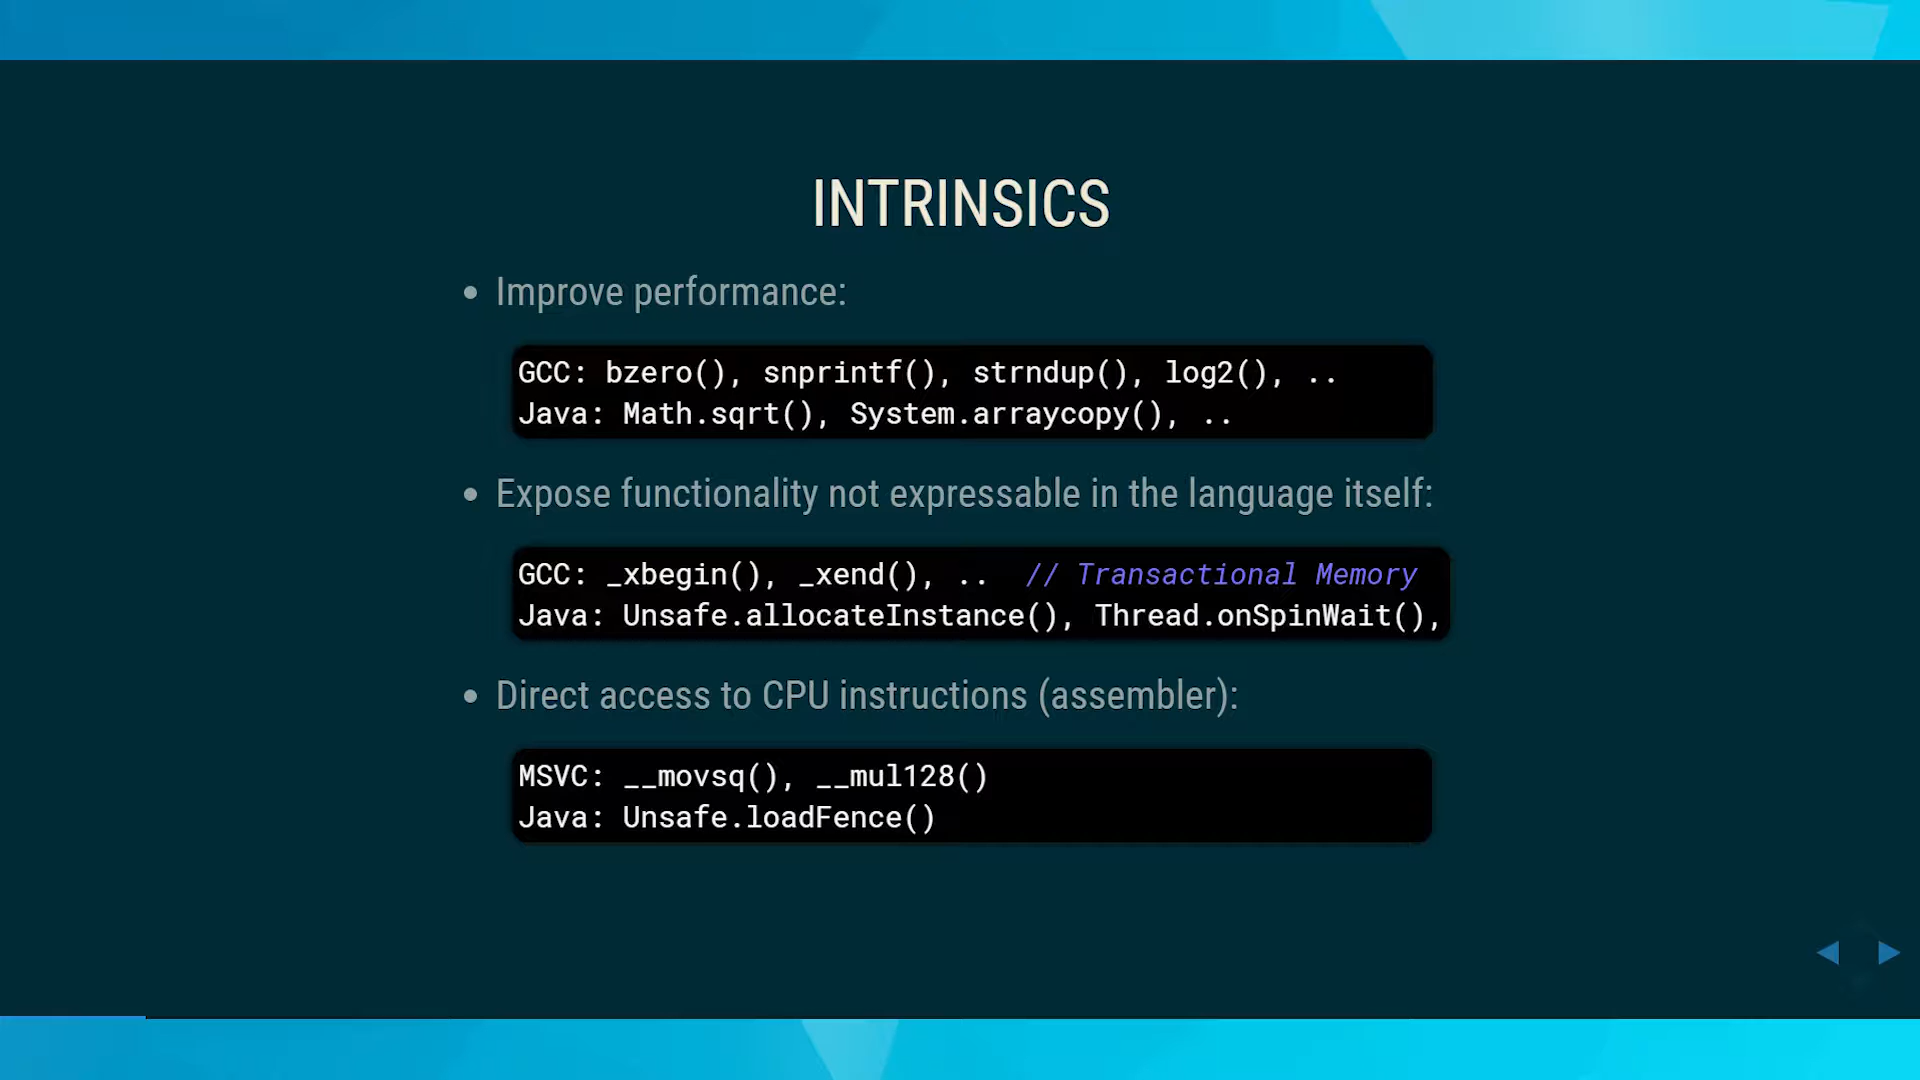 INTRINSICS
• Improve performance:
GCC: bzero(), snprintf(), strndup(), log2(), ..
Java: Math.sqrt(), System.arraycopy(), ..
• Expose functionality not expressable in the language itself:
GCC: _xbegin(), _xend(), .. // Transactional Memory
Java: Unsafe.allocateInstance(), Thread.onSpinWait(),
• Direct access to CPU instructions (assembler):
MSVC: __movsq(), __mul128()
Java: Unsafe.loadFence()